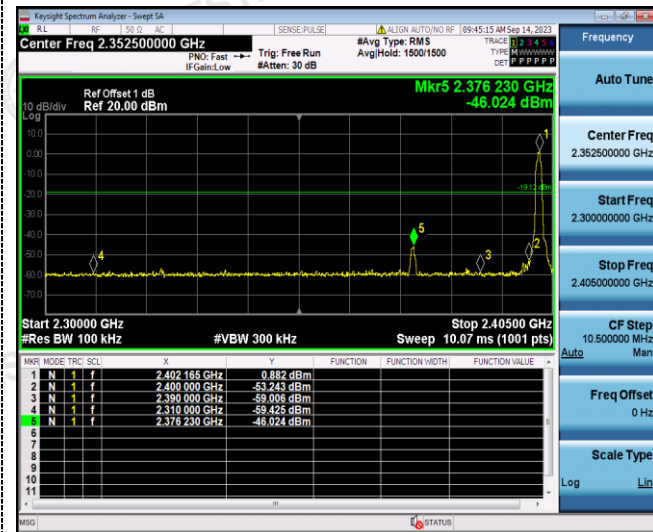 Keysight Spectrum Analyzer - Swept SA
RL RF 50 Ω AC SENSE:PULSE ALIGN AUTO/NO RF 09:45:15 AM Sep 14, 2023
Center Freq 2.352500000 GHz
PNO: Fast
IFGain:Low
Trig: Free Run
#Atten: 30 dB
#Avg Type: RMS
Avg|Hold: 1500/1500
TRACE 1 2 3 4 5 6
TYPE M W W W W W
DET P P P P P P
Ref Offset 1 dB
10 dB/div Ref 20.00 dBm
Log
Mkr5 2.376 230 GHz
-46.024 dBm
10.0
0.00
-10.0
-20.0
-30.0
-40.0
-50.0
-60.0
-70.0
-19.12 dBm
1
2
3
4
5
Start 2.30000 GHz Stop 2.40500 GHz
#Res BW 100 kHz #VBW 300 kHz Sweep 10.07 ms (1001 pts)
MKR MODE TRC SCL X Y FUNCTION FUNCTION WIDTH FUNCTION VALUE
1 N 1 f 2.402 165 GHz 0.882 dBm
2 N 1 f 2.400 000 GHz -53.243 dBm
3 N 1 f 2.390 000 GHz -59.006 dBm
4 N 1 f 2.310 000 GHz -59.425 dBm
5 N 1 f 2.376 230 GHz -46.024 dBm
6
7
8
9
10
11
MSG STATUS
Frequency
Auto Tune
Center Freq
2.352500000 GHz
Start Freq
2.300000000 GHz
Stop Freq
2.405000000 GHz
CF Step
10.500000 MHz
Auto Man
Freq Offset
0 Hz
Scale Type
Log Lin